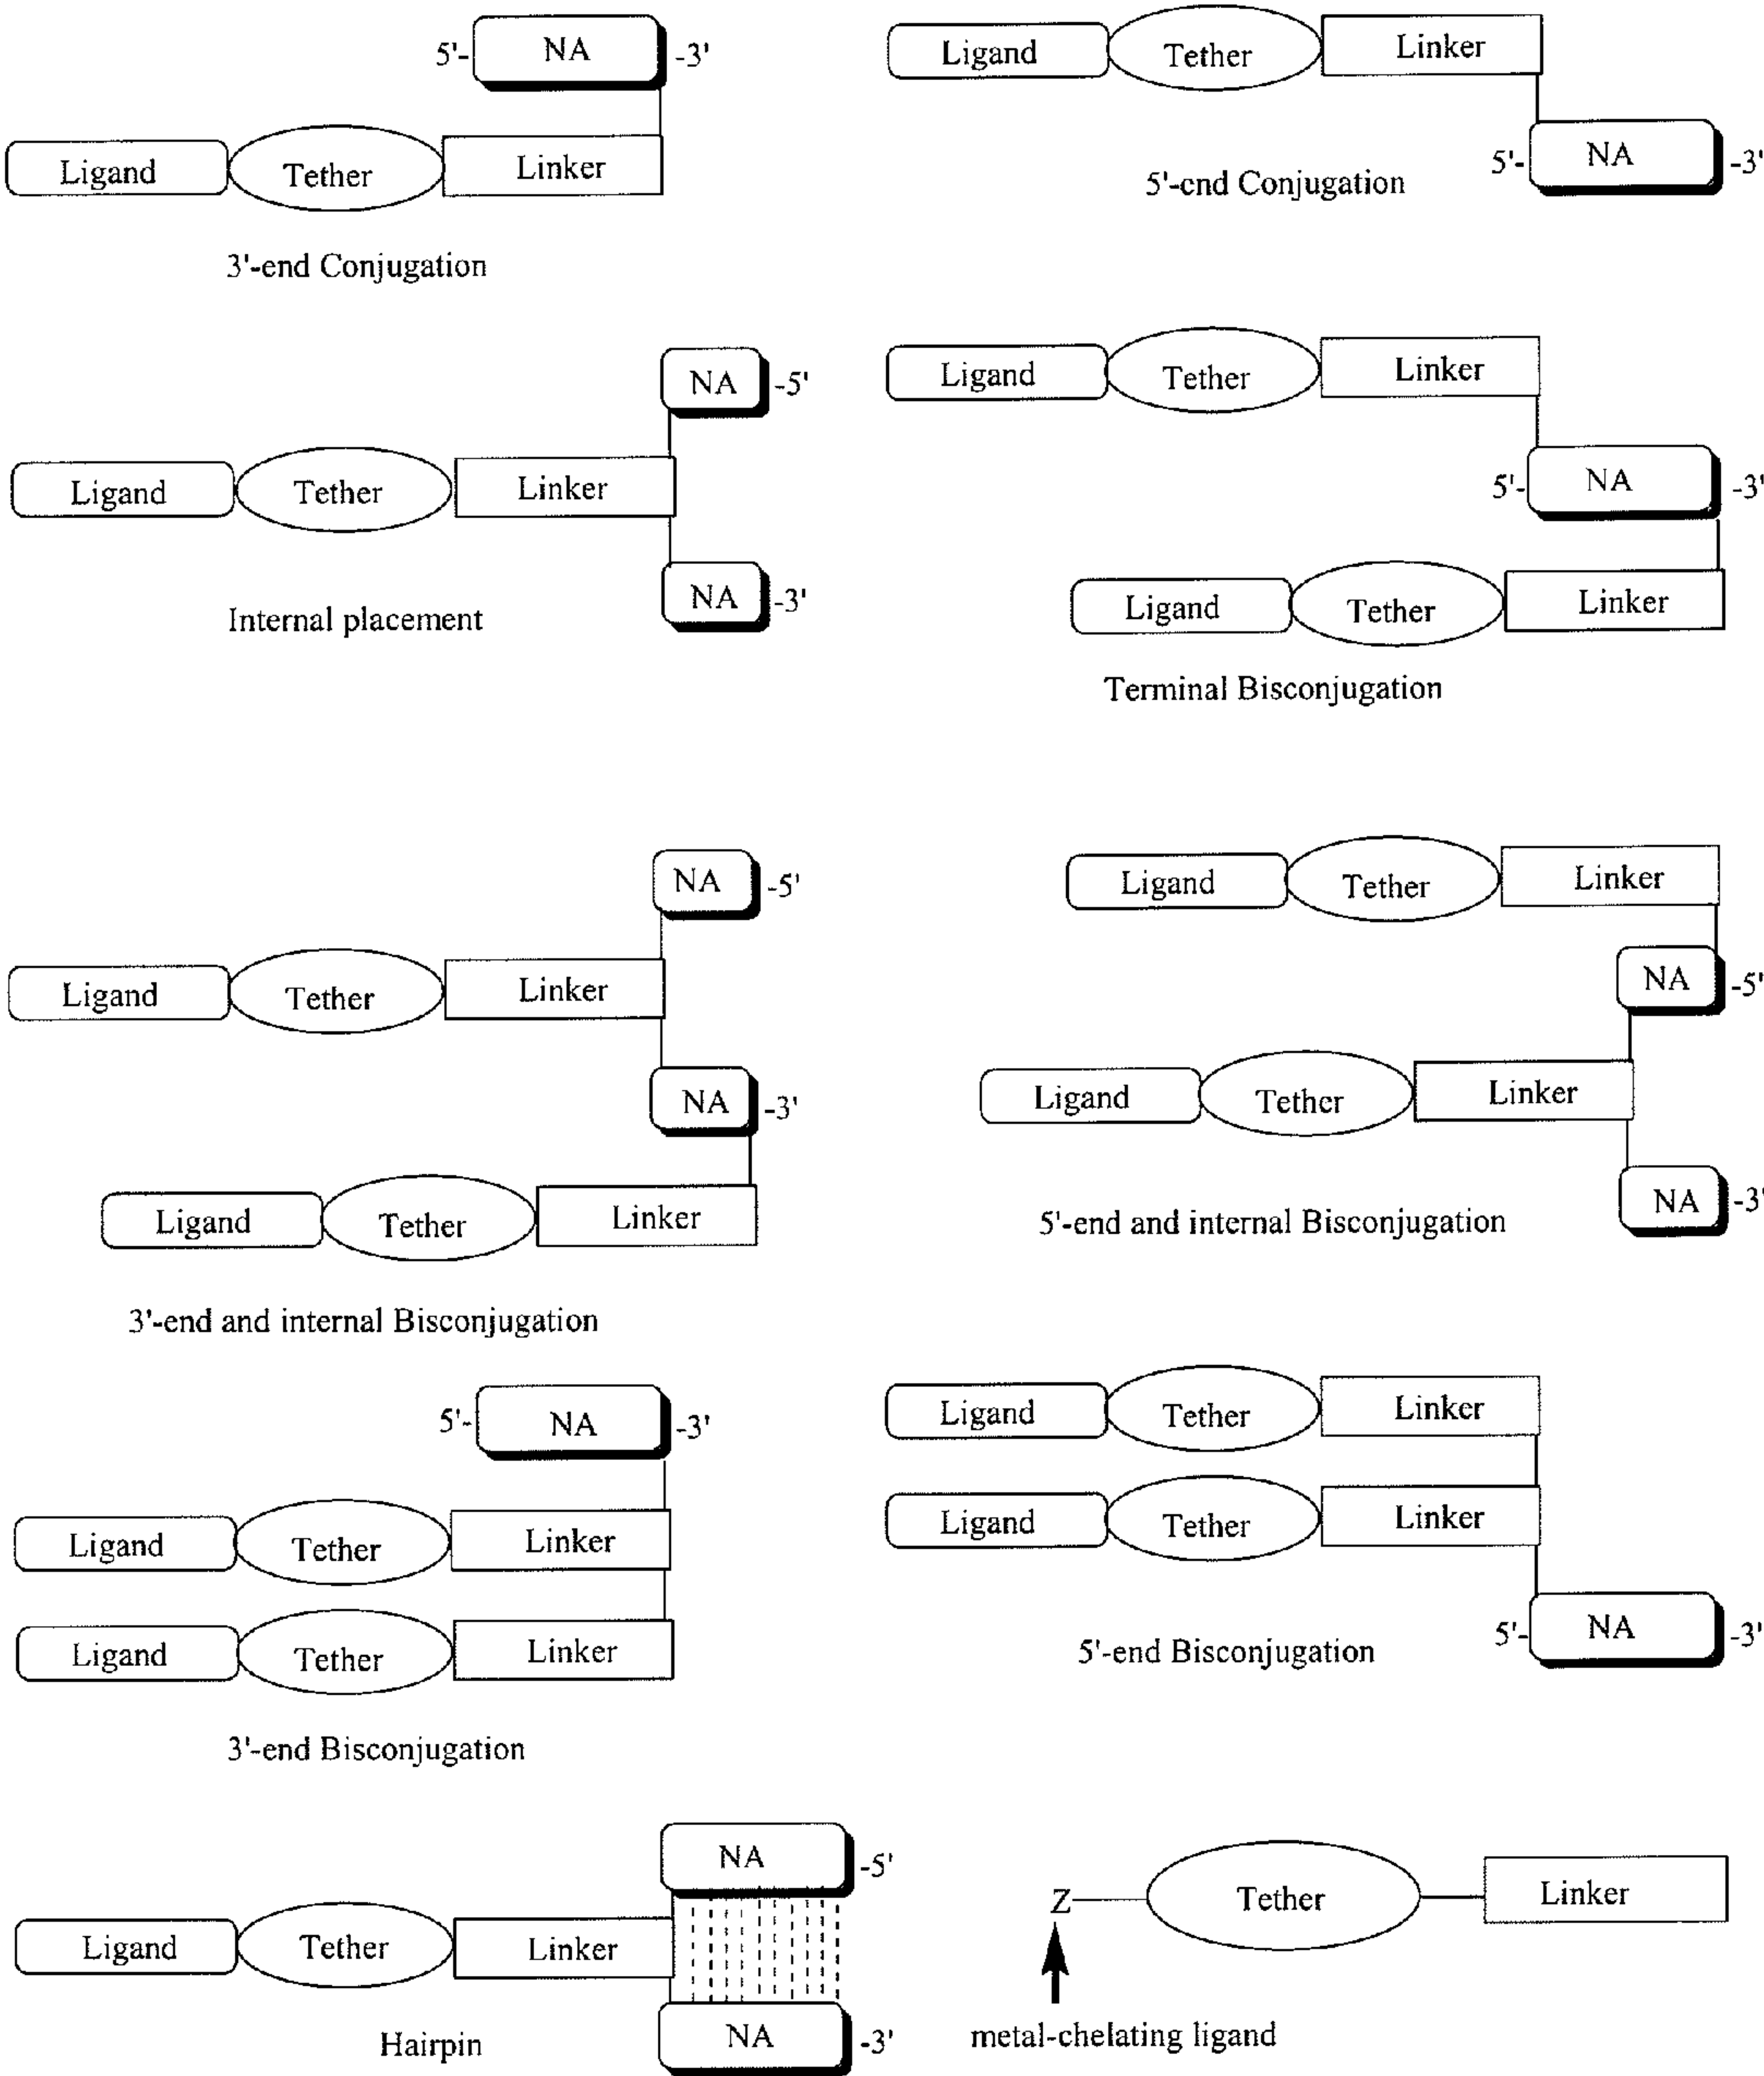 5'- NA -3'
Ligand Tether Linker
3'-end Conjugation
Ligand Tether Linker
5'- NA -3'
5'-end Conjugation
NA -5'
Ligand Tether Linker
NA -3'
Internal placement
Ligand Tether Linker
5'- NA -3'
Ligand Tether Linker
Terminal Bisconjugation
NA -5'
Ligand Tether Linker
NA -3'
Ligand Tether Linker
3'-end and internal Bisconjugation
Ligand Tether Linker
NA -5'
Ligand Tether Linker
NA -3'
5'-end and internal Bisconjugation
5'- NA -3'
Ligand Tether Linker
Ligand Tether Linker
3'-end Bisconjugation
Ligand Tether Linker
Ligand Tether Linker
5'- NA -3'
5'-end Bisconjugation
NA -5'
Ligand Tether Linker
NA -3'
Hairpin
Z Tether Linker
metal-chelating ligand